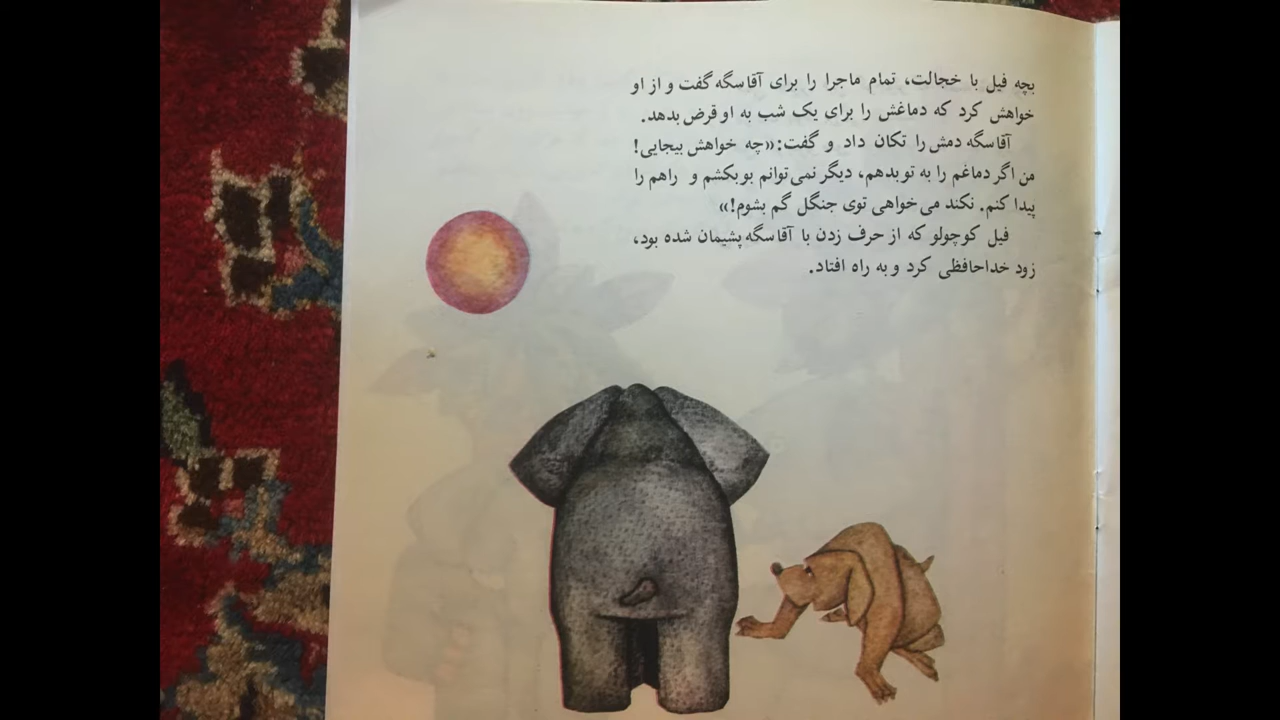 بچه فیل با خجالت، تمام ماجرا را برای آقاسگه گفت و از او
خواهش کرد که دماغش را برای یک شب به او قرض بدهد.
آقاسگه دمش را تکان داد و گفت: «چه خواهش بیجایی!
من اگر دماغم را به تو بدهم، دیگر نمی‌توانم بو بکشم و راهم را
پیدا کنم. نکند می‌خواهی توی جنگل گم بشوم!»
فیل کوچولو که از حرف زدن با آقاسگه پشیمان شده بود،
زود خداحافظی کرد و به راه افتاد.